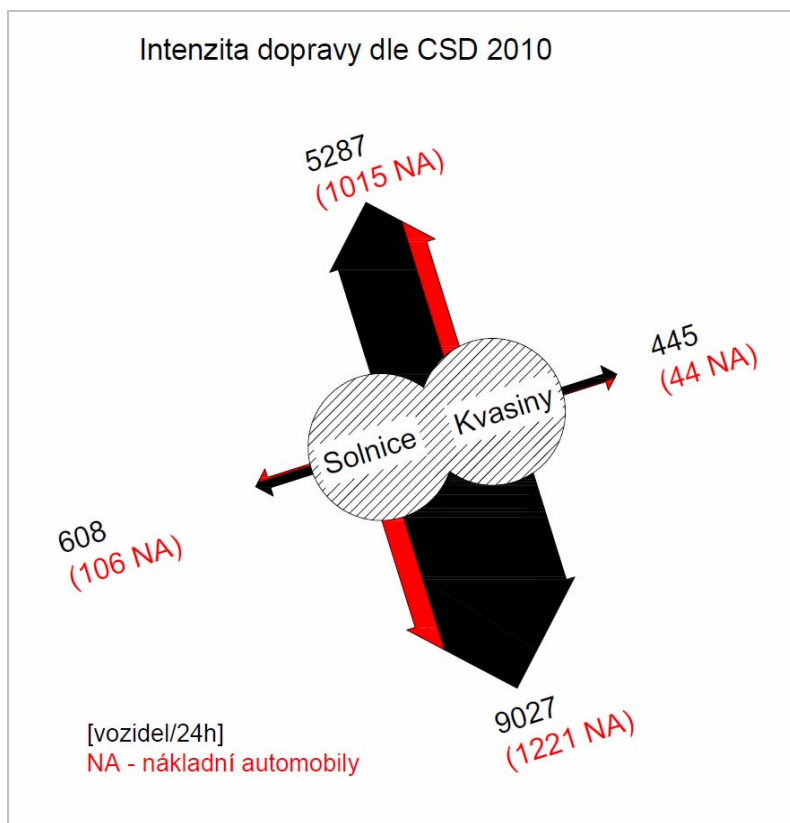 Intenzita dopravy dle CSD 2010
5287
(1015 NA)
445
(44 NA)
Kvasiny
Solnice
608
(106 NA)
9027
(1221 NA)
[vozidel/24h]
NA - nákladní automobily